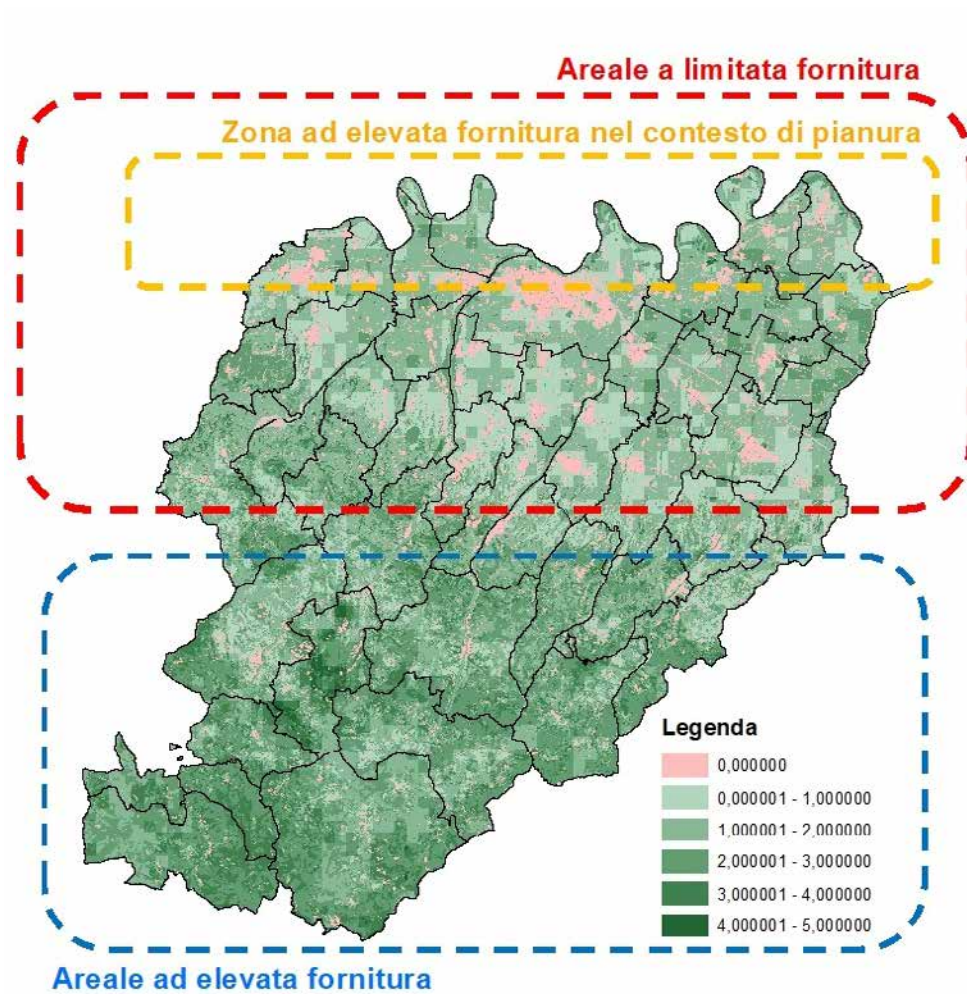 Areale a limitata fornitura
Zona ad elevata fornitura nel contesto di pianura
Legenda
0,000000
0,000001 - 1,000000
1,000001 - 2,000000
2,000001 - 3,000000
3,000001 - 4,000000
4,000001 - 5,000000
Areale ad elevata fornitura